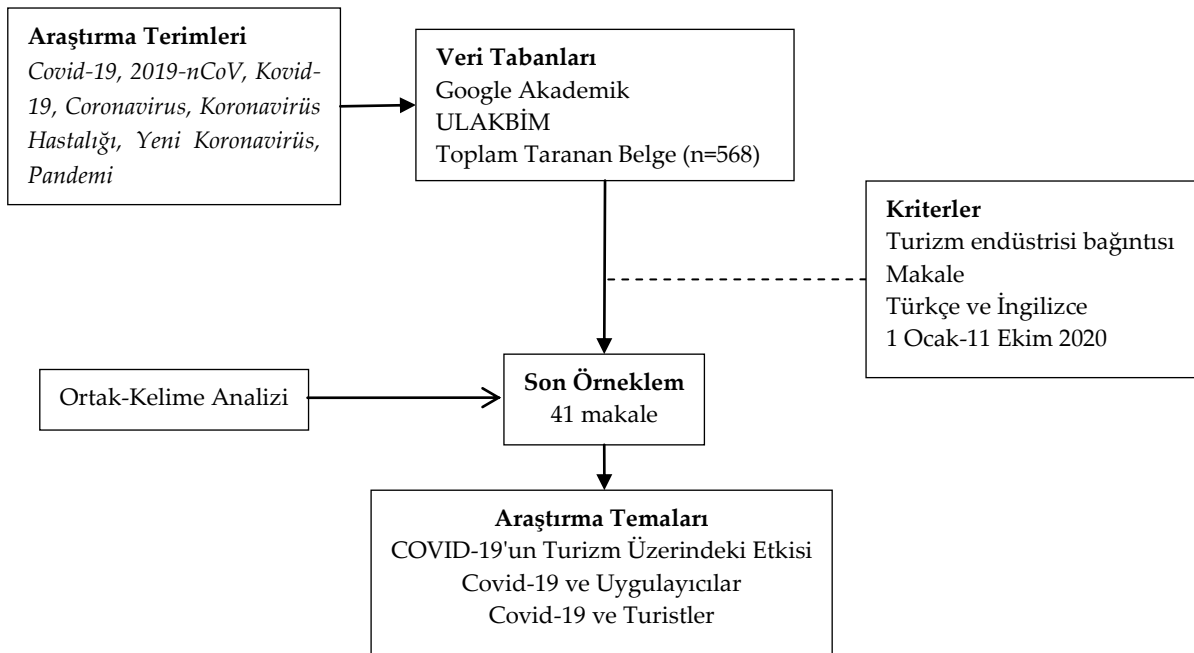 Araştırma Terimleri
Covid-19, 2019-nCoV, Kovid-
19, Coronavirus, Koronavirüs
Hastalığı, Yeni Koronavirüs,
Pandemi
Veri Tabanları
Google Akademik
ULAKBİM
Toplam Taranan Belge (n=568)
Kriterler
Turizm endüstrisi bağıntısı
Makale
Türkçe ve İngilizce
1 Ocak-11 Ekim 2020
Ortak-Kelime Analizi
Son Örneklem
41 makale
Araştırma Temaları
COVID-19'un Turizm Üzerindeki Etkisi
Covid-19 ve Uygulayıcılar
Covid-19 ve Turistler